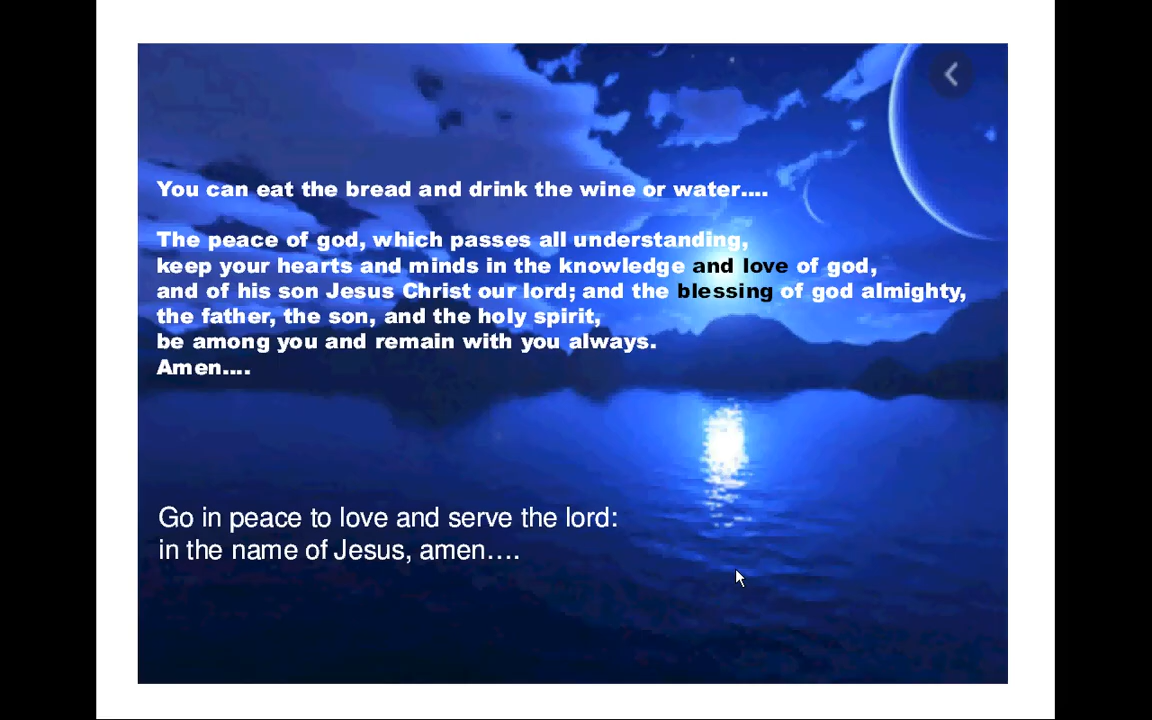 You can eat the bread and drink the wine or water....
The peace of god, which passes all understanding,
keep your hearts and minds in the knowledge and love of god,
and of his son Jesus Christ our lord; and the blessing of god almighty,
the father, the son, and the holy spirit,
be among you and remain with you always.
Amen....
Go in peace to love and serve the lord:
in the name of Jesus, amen….